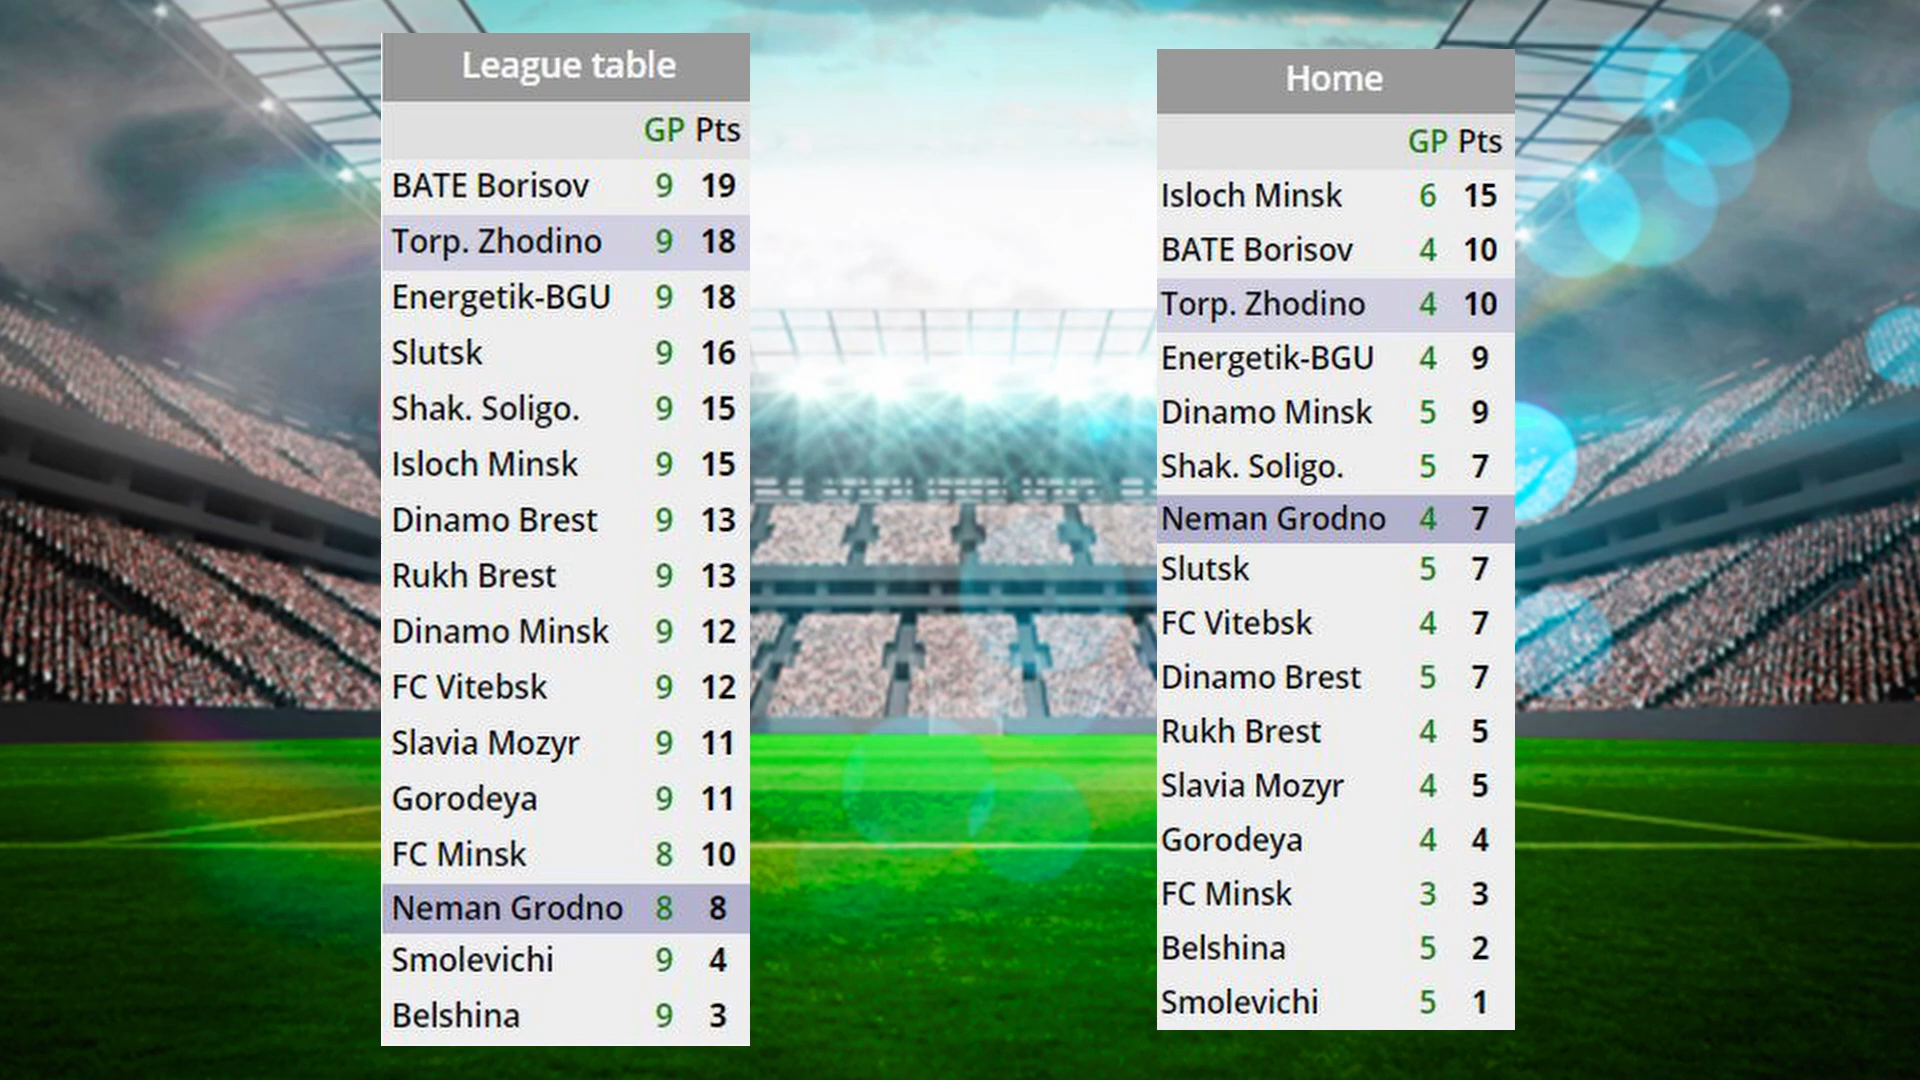 League table
GP Pts
BATE Borisov 9 19
Torp. Zhodino 9 18
Energetik-BGU 9 18
Slutsk 9 16
Shak. Soligo. 9 15
Isloch Minsk 9 15
Dinamo Brest 9 13
Rukh Brest 9 13
Dinamo Minsk 9 12
FC Vitebsk 9 12
Slavia Mozyr 9 11
Gorodeya 9 11
FC Minsk 8 10
Neman Grodno 8 8
Smolevichi 9 4
Belshina 9 3
Home
GP Pts
Isloch Minsk 6 15
BATE Borisov 4 10
Torp. Zhodino 4 10
Energetik-BGU 4 9
Dinamo Minsk 5 9
Shak. Soligo. 5 7
Neman Grodno 4 7
Slutsk 5 7
FC Vitebsk 4 7
Dinamo Brest 5 7
Rukh Brest 4 5
Slavia Mozyr 4 5
Gorodeya 4 4
FC Minsk 3 3
Belshina 5 2
Smolevichi 5 1